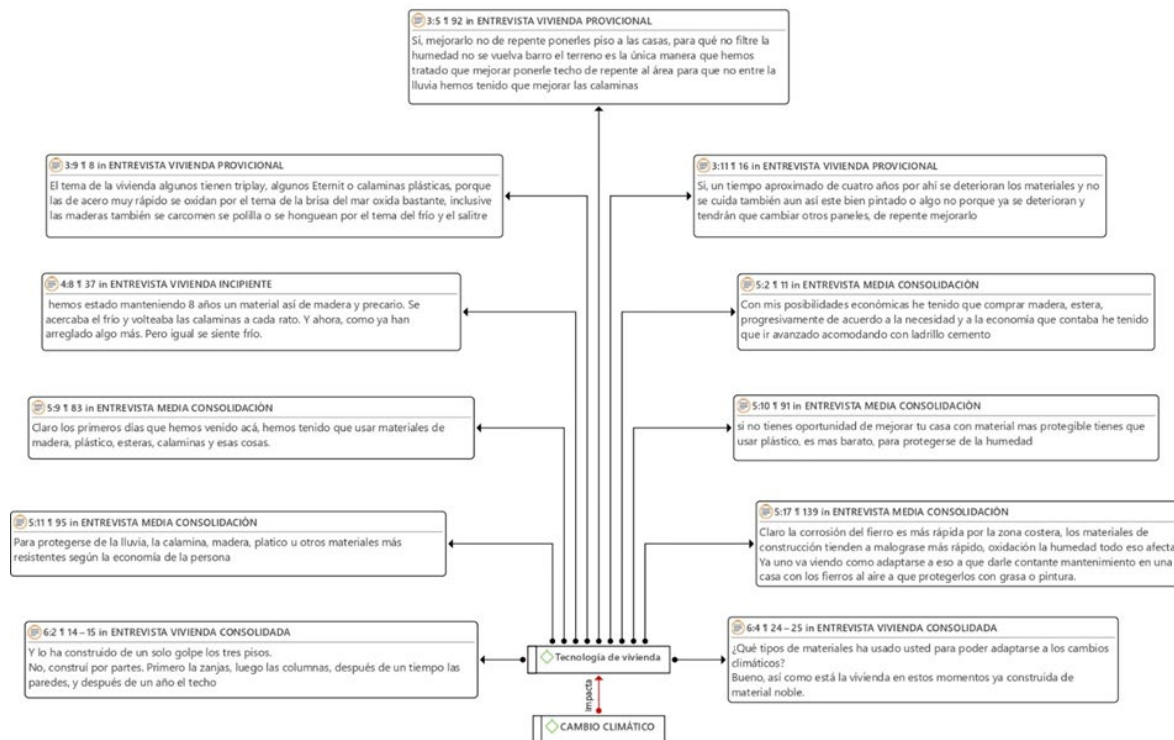 3:5 ¶ 92 in ENTREVISTA VIVIENDA PROVICIONAL
Sí, mejorarlo no de repente ponerles piso a las casas, para qué no filtre la
humedad no se vuelva barro el terreno es la única manera que hemos
tratado que mejorar ponerle techo de repente al área para que no entre la
lluvia hemos tenido que mejorar las calaminas
3:9 ¶ 8 in ENTREVISTA VIVIENDA PROVICIONAL
El tema de la vivienda algunos tienen triplay, algunos Eternit o calaminas plásticas, porque
las de acero muy rápido se oxidan por el tema de la brisa del mar oxida bastante, inclusive
las maderas también se carcomen se polilla o se honguean por el tema del frío y el salitre
3:11 ¶ 16 in ENTREVISTA VIVIENDA PROVICIONAL
Si, un tiempo aproximado de cuatro años por ahí se deterioran los materiales y no
se cuida también aun así este bien pintado o algo no porque ya se deterioran y
tendrán que cambiar otros paneles, de repente mejorarlo
4:8 ¶ 37 in ENTREVISTA VIVIENDA INCIPIENTE
hemos estado manteniendo 8 años un material así de madera y precario. Se
acercaba el frío y volteaba las calaminas a cada rato. Y ahora, como ya han
arreglado algo más. Pero igual se siente frío.
5:2 ¶ 11 in ENTREVISTA MEDIA CONSOLIDACIÓN
Con mis posibilidades económicas he tenido que comprar madera, estera,
progresivamente de acuerdo a la necesidad y a la economía que contaba he tenido
que ir avanzado acomodando con ladrillo cemento
5:9 ¶ 83 in ENTREVISTA MEDIA CONSOLIDACIÓN
Claro los primeros días que hemos venido acá, hemos tenido que usar materiales de
madera, plástico, esteras, calaminas y esas cosas.
5:10 ¶ 91 in ENTREVISTA MEDIA CONSOLIDACIÓN
si no tienes oportunidad de mejorar tu casa con material mas protegible tienes que
usar plástico, es mas barato, para protegerse de la humedad
5:11 ¶ 95 in ENTREVISTA MEDIA CONSOLIDACIÓN
Para protegerse de la lluvia, la calamina, madera, platico u otros materiales más
resistentes según la economía de la persona
5:17 ¶ 139 in ENTREVISTA MEDIA CONSOLIDACIÓN
Claro la corrosión del fierro es más rápida por la zona costera, los materiales de
construcción tienden a malograse más rápido, oxidación la humedad todo eso afecta
Ya uno va viendo como adaptarse a eso a que darle contante mantenimiento en una
casa con los fierros al aire a que protegerlos con grasa o pintura.
6:2 ¶ 14 – 15 in ENTREVISTA VIVIENDA CONSOLIDADA
Y lo ha construido de un solo golpe los tres pisos.
No, construí por partes. Primero la zanjas, luego las columnas, después de un tiempo las
paredes, y después de un año el techo
6:4 ¶ 24 – 25 in ENTREVISTA VIVIENDA CONSOLIDADA
¿Qué tipos de materiales ha usado usted para poder adaptarse a los cambios
climáticos?
Bueno, así como está la vivienda en estos momentos ya construida de
material noble.
Tecnología de vivienda
Impacta
CAMBIO CLIMÁTICO